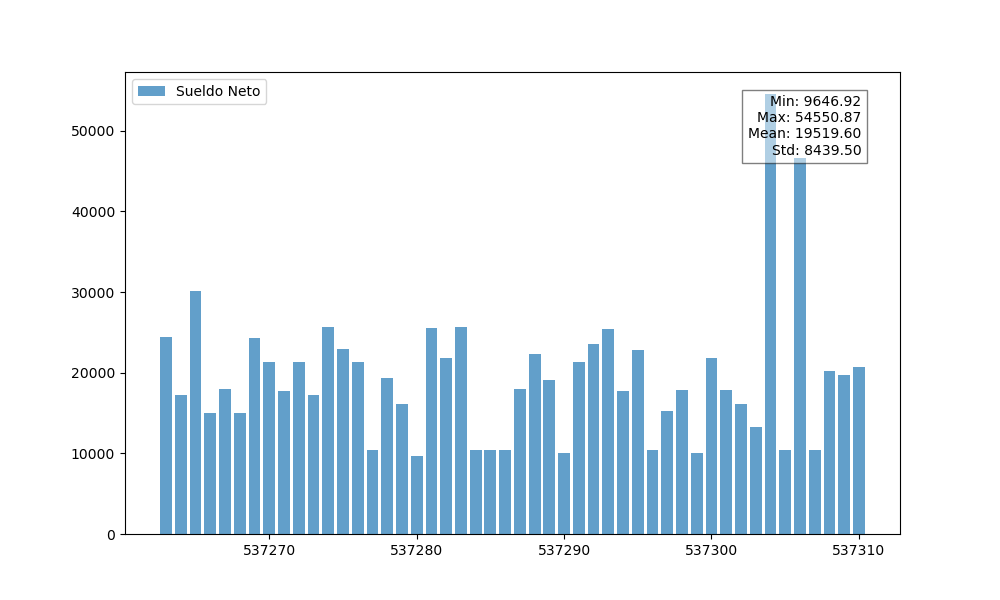 Sueldo Neto
Min: 9646.92
Max: 54550.87
Mean: 19519.60
Std: 8439.50
50000
40000
30000
20000
10000
0
537270 537280 537290 537300 537310